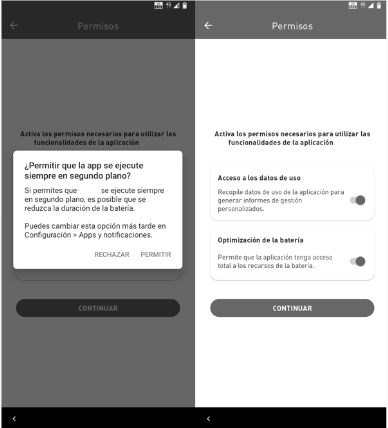 Permisos
Activa los permisos necesarios para utilizar las
funcionalidades de la aplicación
¿Permitir que la app se ejecute
siempre en segundo plano?
Si permites que se ejecute siempre
en segundo plano, es posible que se
reduzca la duración de la batería.
Puedes cambiar esta opción más tarde en
Configuración > Apps y notificaciones.
RECHAZAR PERMITIR
CONTINUAR
Permisos
Activa los permisos necesarios para utilizar las
funcionalidades de la aplicación
Acceso a los datos de uso
Recopile datos de uso de la aplicación para
generar informes de gestión
personalizados.
Optimización de la batería
Permite que la aplicación tenga acceso
total a los recursos de la batería.
CONTINUAR